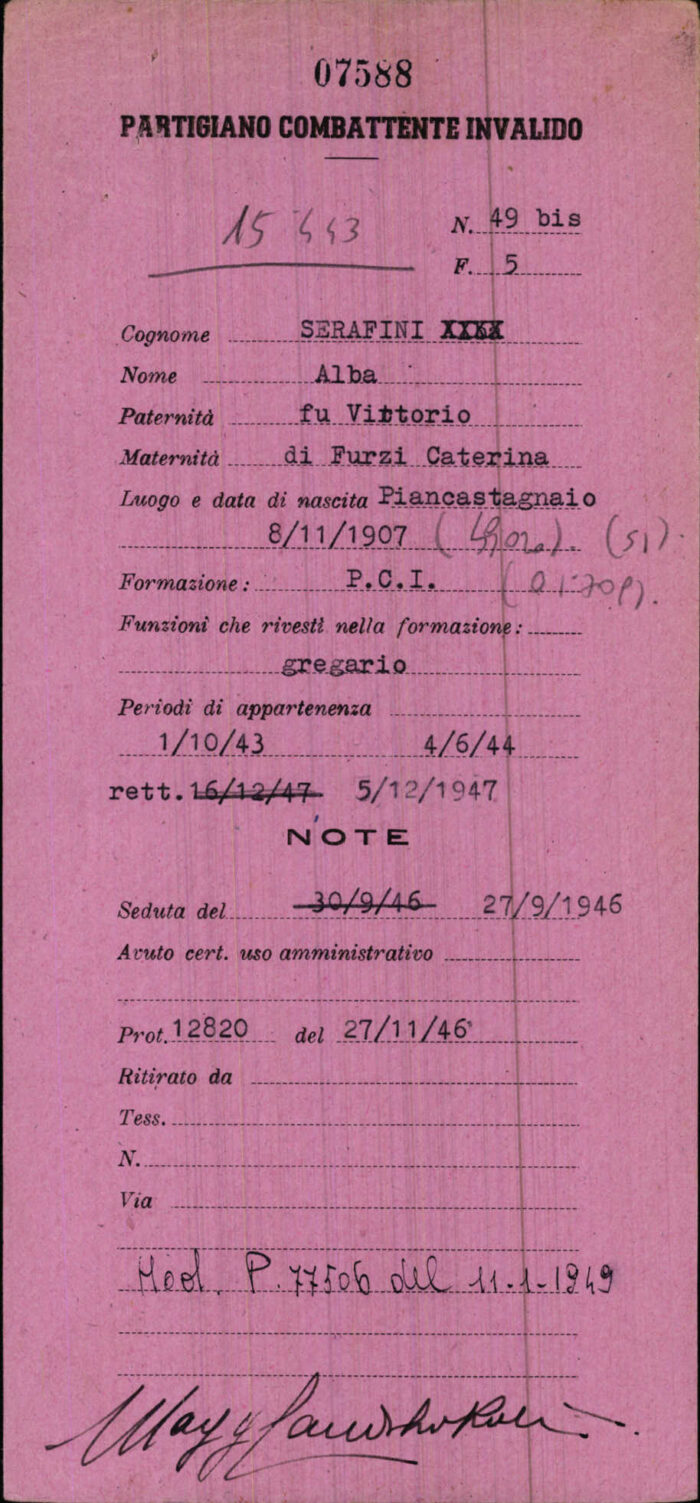 07588
PARTIGIANO COMBATTENTE INVALIDO
15443
N. 49 bis
F. 5
Cognome SERAFINI XXXX
Nome Alba
Paternità fu Vittorio
Maternità di Furzi Caterina
Luogo e data di nascita Piancastagnaio
8/11/1907 (SI).
Formazione: P.C.I.
Funzioni che rivestì nella formazione:
gregario
Periodi di appartenenza
1/10/43 4/6/44
rett. 16/12/47 5/12/1947
NOTE
Seduta del 30/9/46 27/9/1946
Avuto cert. uso amministrativo
Prot. 12820 del 27/11/46
Ritirato da
Tess.
N.
Via
Mod. P. 77506 del 11-1-1949